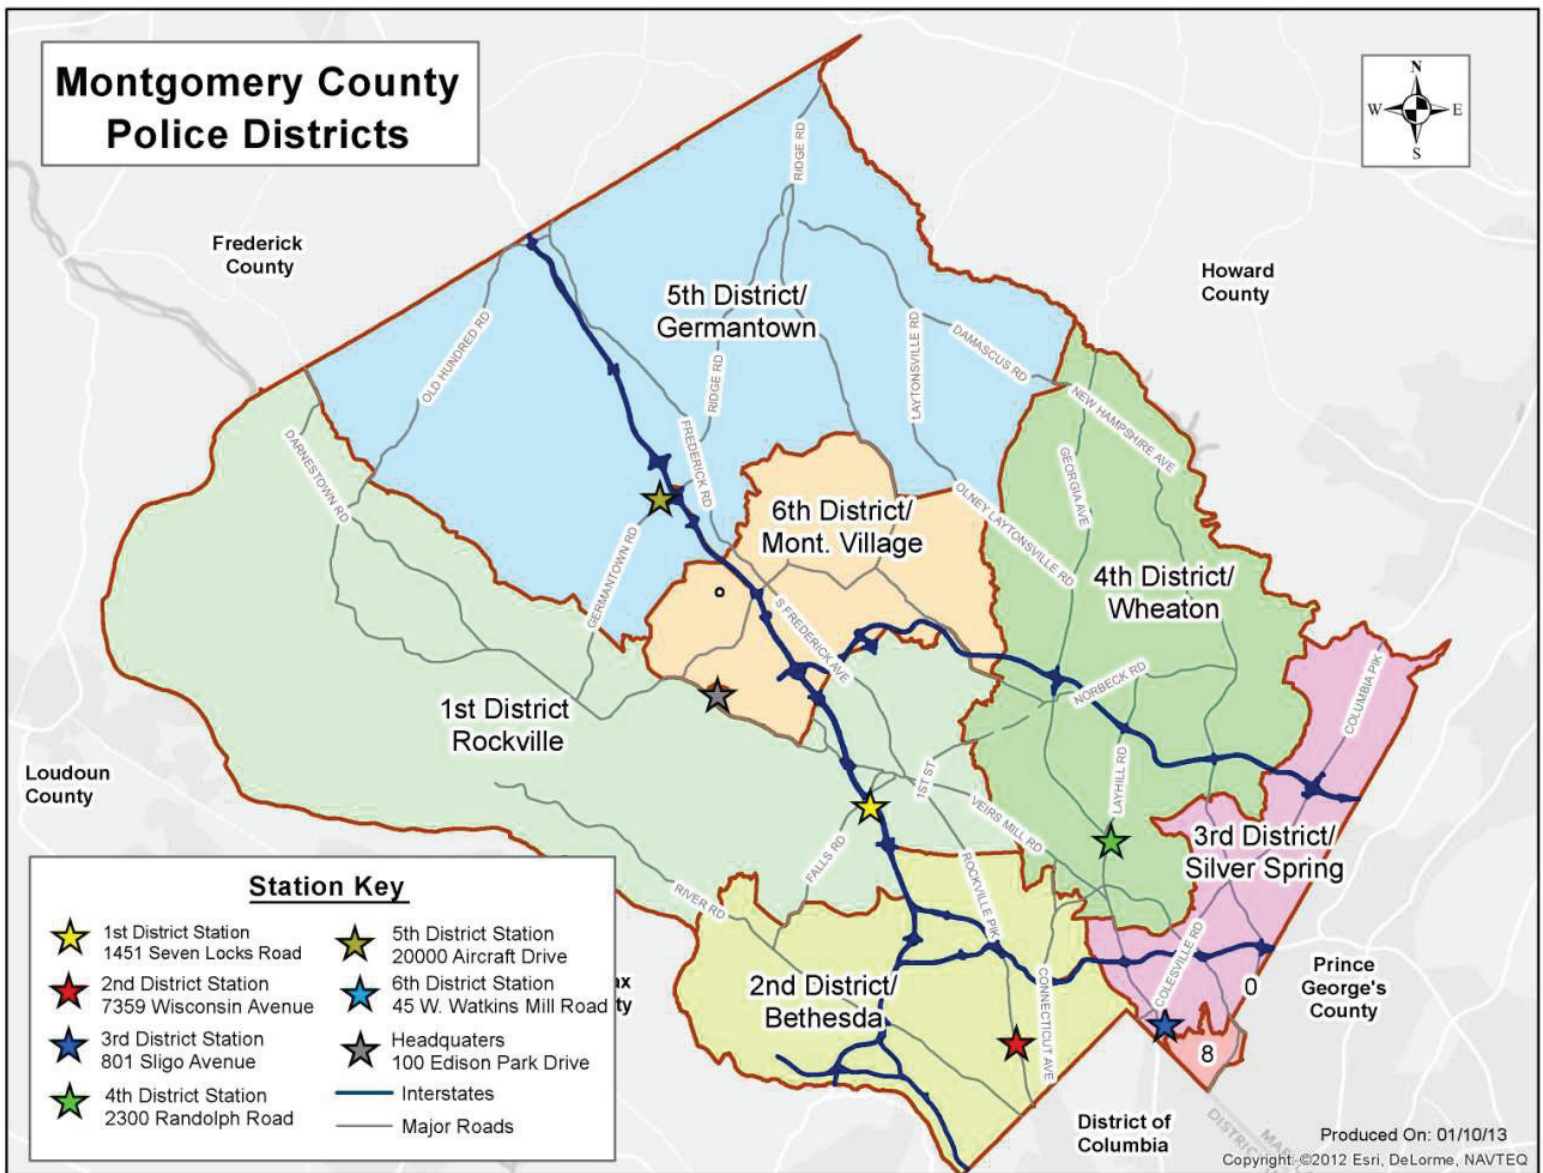 Montgomery County
Police Districts
N
W
E
S
Frederick
County
Howard
County
Loudoun
County
Prince
George's
County
District of
Columbia
5th District/
Germantown
6th District/
Mont. Village
4th District/
Wheaton
1st District
Rockville
3rd District/
Silver Spring
2nd District/
Bethesda
0
8
RIDGE RD
OLD HUNDRED RD
RIDGE RD
LAYTONSVILLE RD
DAMASCUS RD
NEW HAMPSHIRE AVE
FREDERICK RD
DARNESTOWN RD
GEORGIA AVE
OLNEY LAYTONSVILLE RD
GERMANTOWN RD
S FREDERICK AVE
NORBECK RD
COLUMBIA PIK
LAYHILL RD
1ST ST
VEIRS MILL RD
FALLS RD
ROCKVILLE PIK
RIVER RD
COLESVILLE RD
CONNECTICUT AVE
Station Key
1st District Station
1451 Seven Locks Road
2nd District Station
7359 Wisconsin Avenue
3rd District Station
801 Sligo Avenue
4th District Station
2300 Randolph Road
5th District Station
20000 Aircraft Drive
6th District Station
45 W. Watkins Mill Road
Headquaters
100 Edison Park Drive
Interstates
Major Roads
Produced On: 01/10/13
Copyright: ©2012 Esri, DeLorme, NAVTEQ